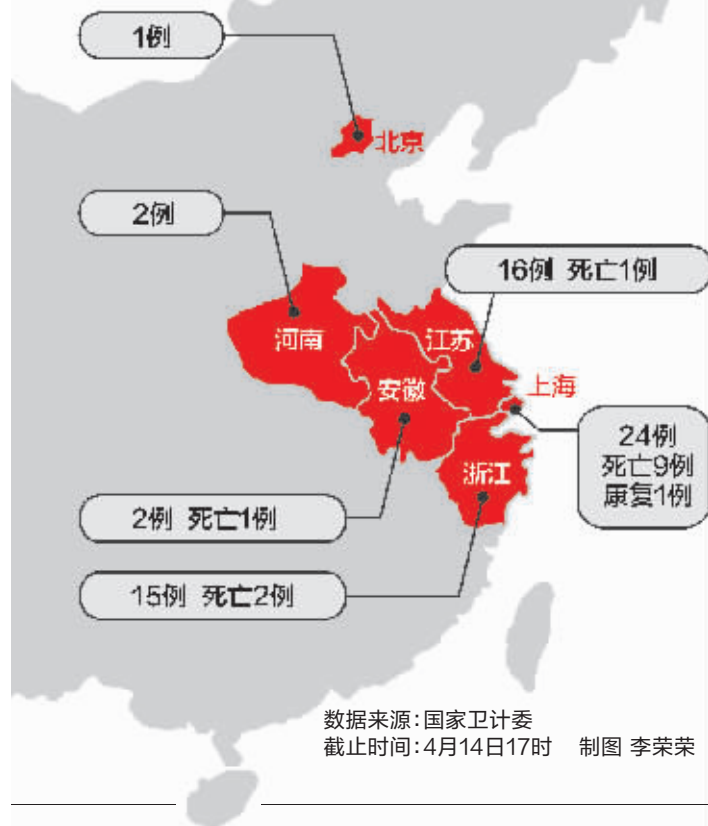 1例
北京
2例
16例 死亡1例
河南
江苏
上海
安徽
24例
死亡9例
康复1例
浙江
2例 死亡1例
15例 死亡2例
数据来源:国家卫计委
截止时间:4月14日17时 制图 李荣荣